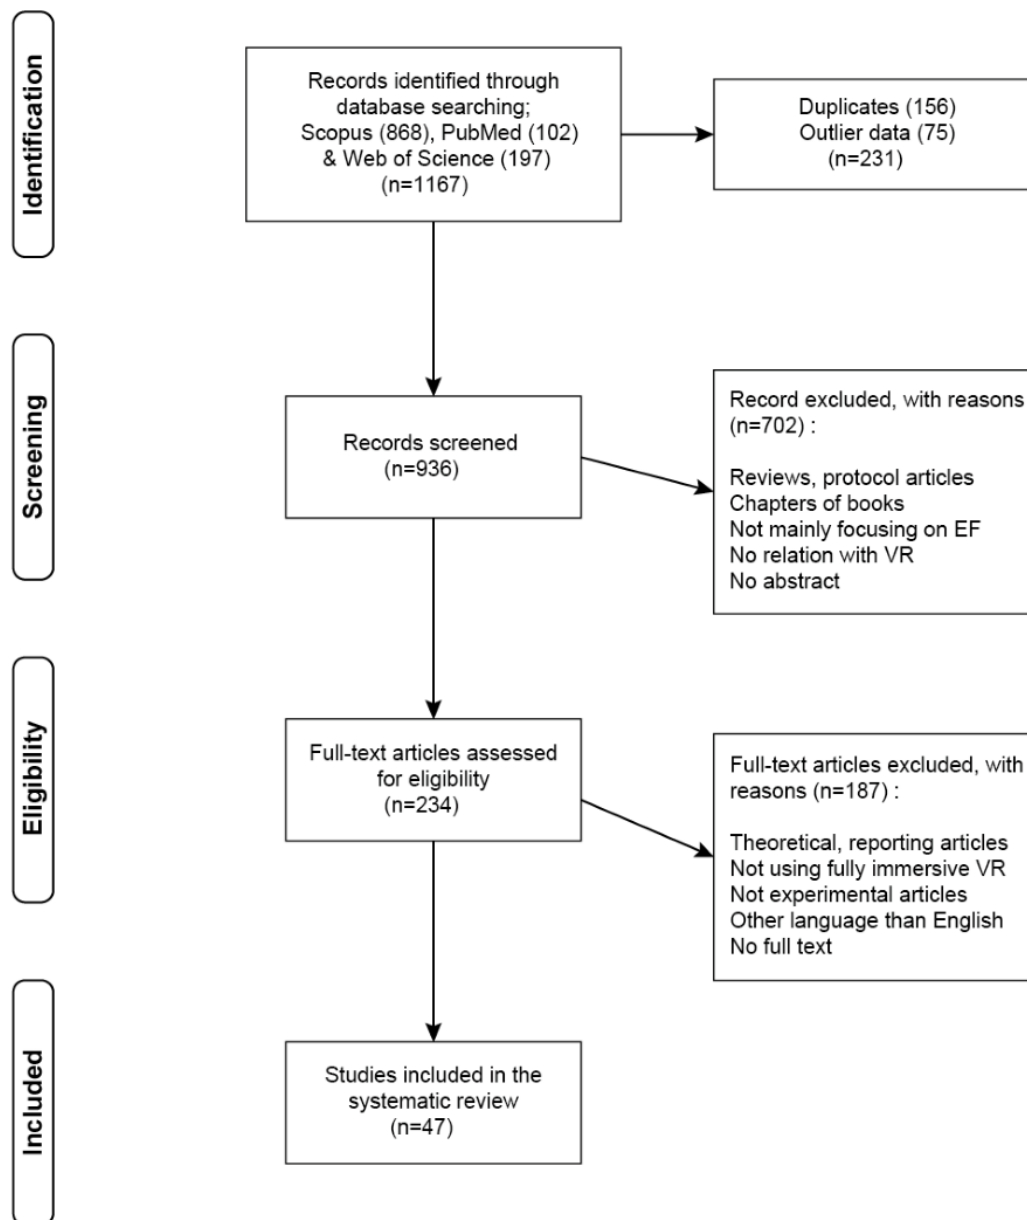 Identification
Records identified through
database searching;
Scopus (868), PubMed (102)
& Web of Science (197)
(n=1167)
Duplicates (156)
Outlier data (75)
(n=231)
Screening
Records screened
(n=936)
Record excluded, with reasons
(n=702) :
Reviews, protocol articles
Chapters of books
Not mainly focusing on EF
No relation with VR
No abstract
Eligibility
Full-text articles assessed
for eligibility
(n=234)
Full-text articles excluded, with
reasons (n=187) :
Theoretical, reporting articles
Not using fully immersive VR
Not experimental articles
Other language than English
No full text
Included
Studies included in the
systematic review
(n=47)